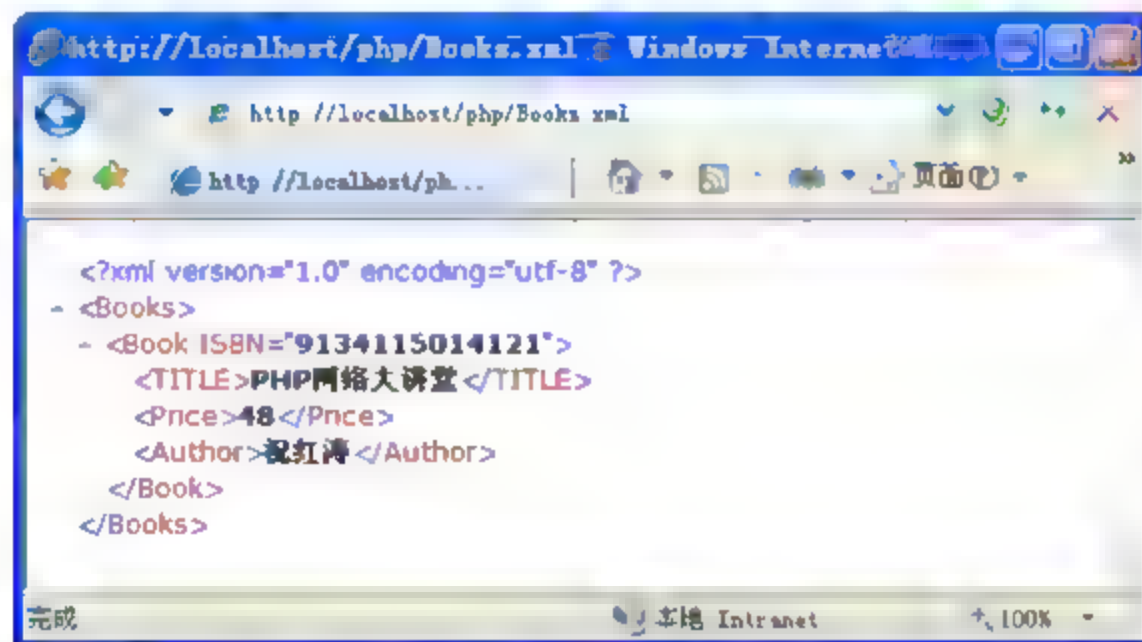 http://localhost/php/Books.xml Windows Internet
http //localhost/php/Books xml
http //localhost/ph... 页面(P)
<?xml version="1.0" encoding="utf-8" ?>
- <Books>
- <Book ISBN="9134115014121">
<TITLE>PHP网络大讲堂</TITLE>
<Price>48</Price>
<Author>祝红涛</Author>
</Book>
</Books>
完成 本地 Intranet 100%